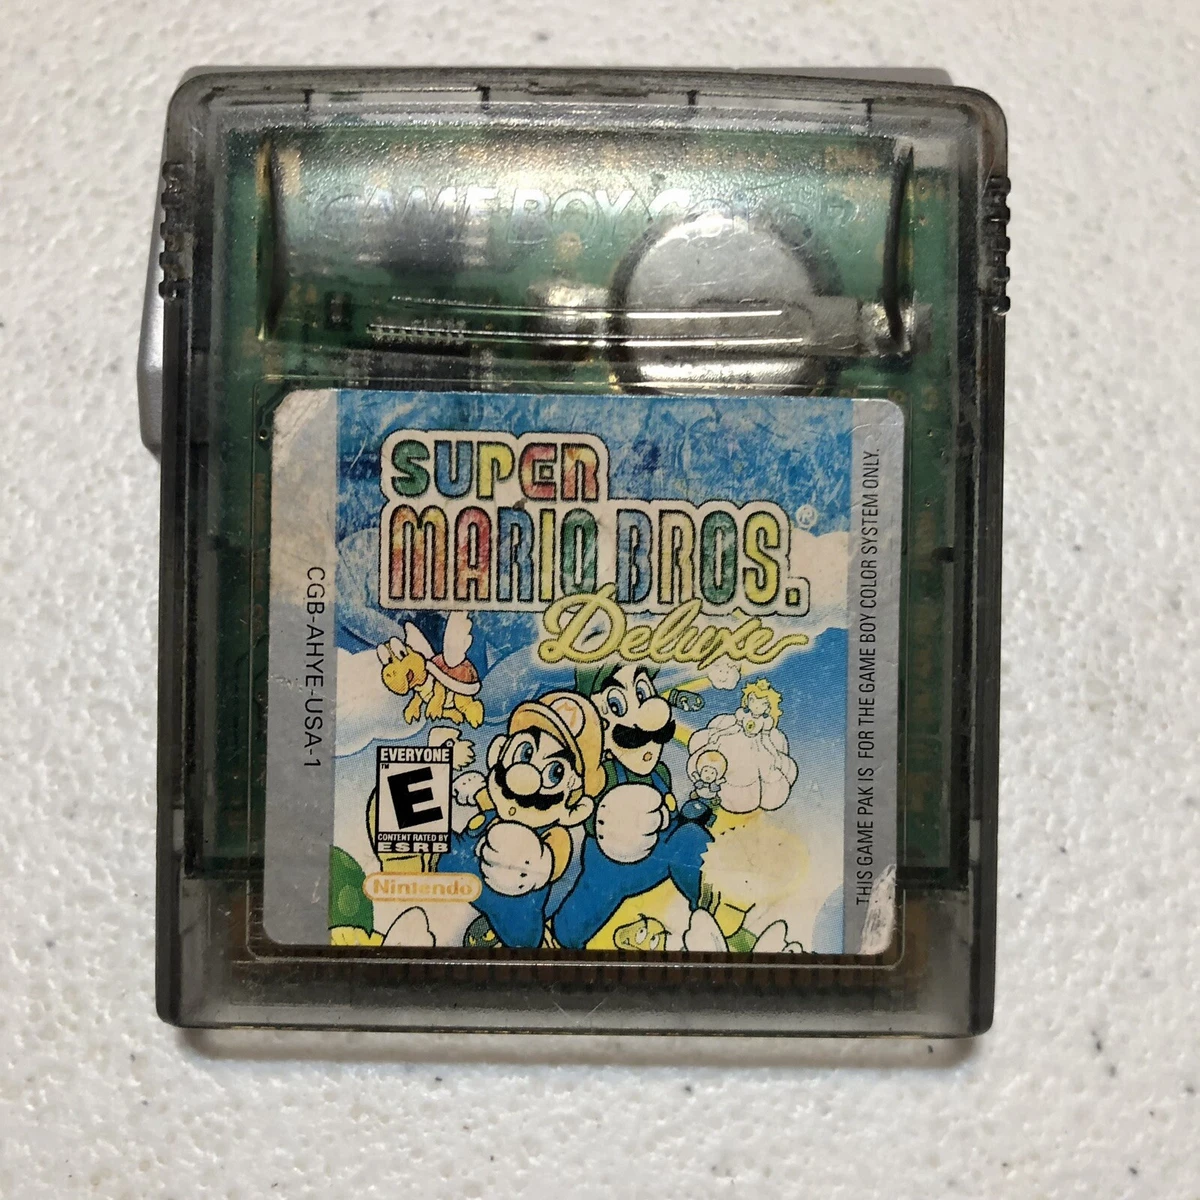 GAME BOY COLOR
SUPER
MARIO BROS.®
Deluxe
CGB-AHYE-USA-1
THIS GAME PAK IS FOR THE GAME BOY COLOR SYSTEM ONLY.
EVERYONE
™
E
CONTENT RATED BY
ESRB
Nintendo